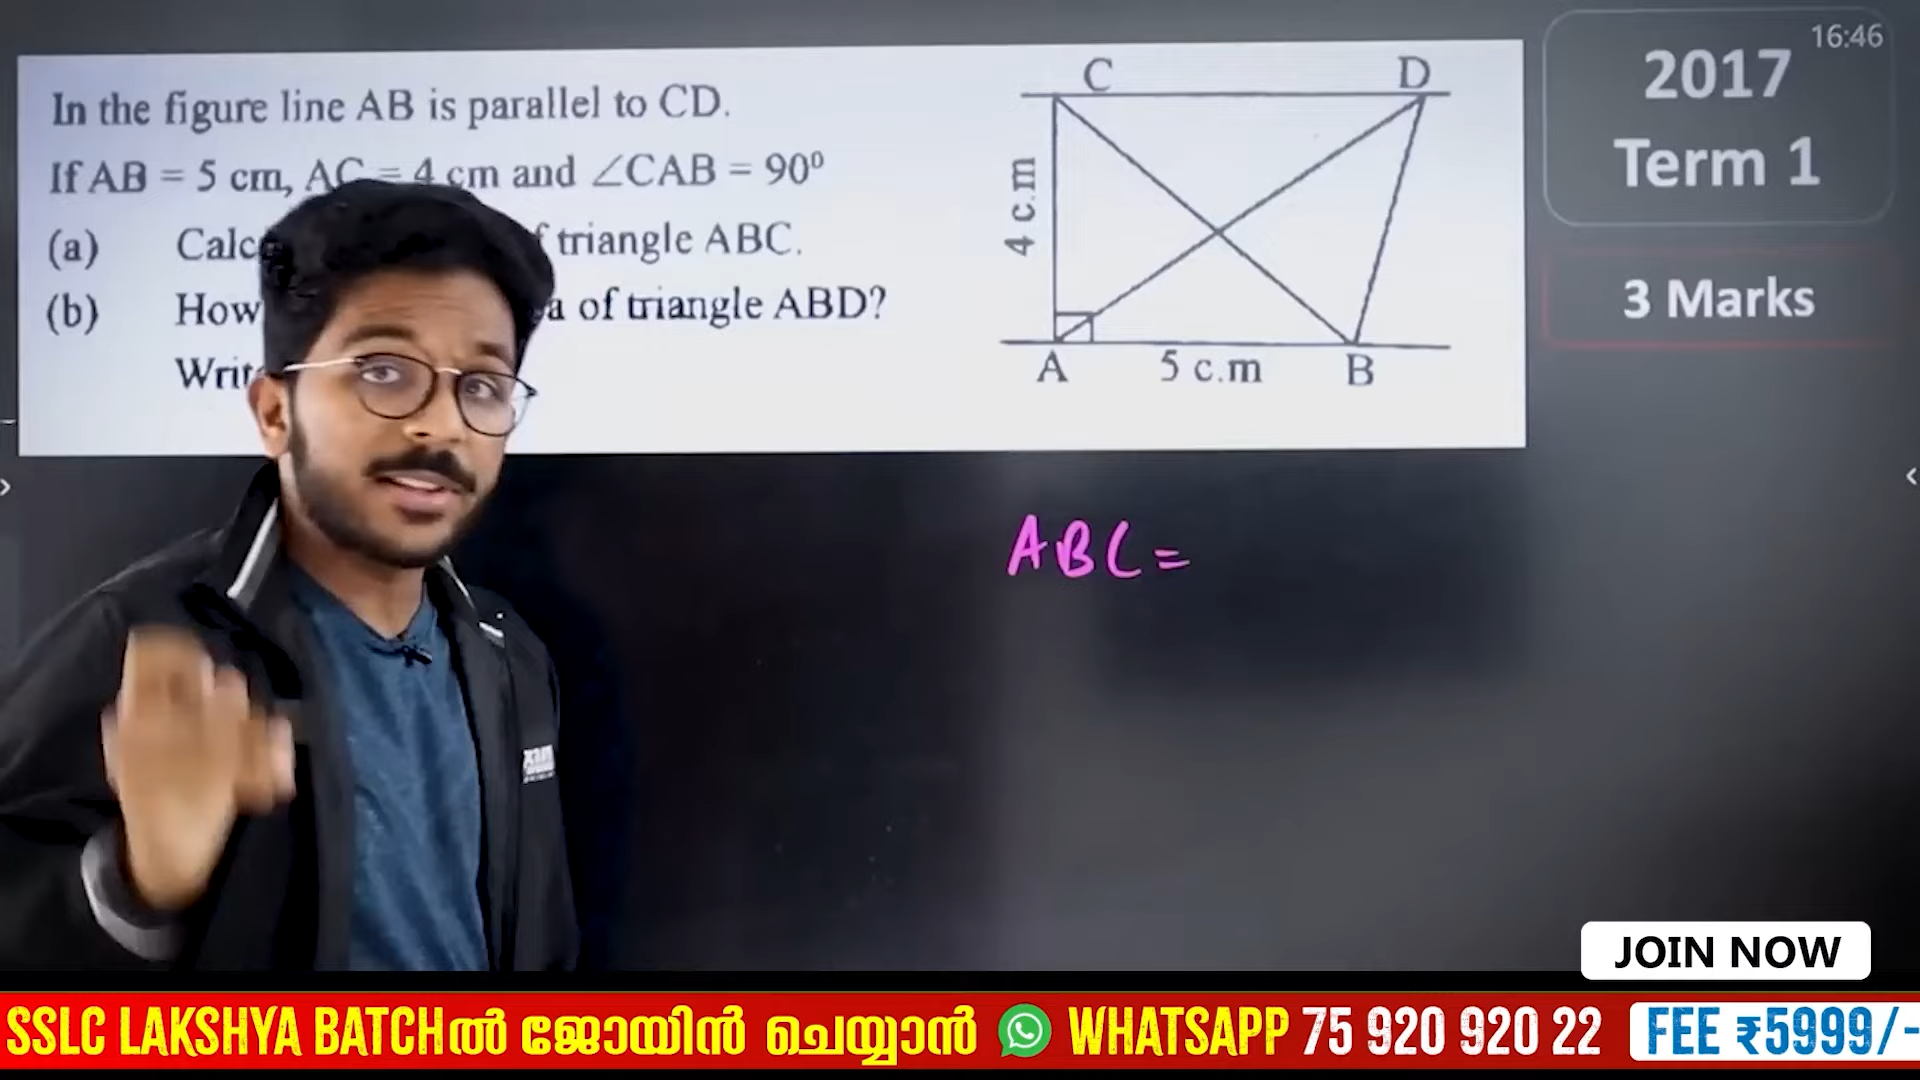 16:46
2017
Term 1
3 Marks
In the figure line AB is parallel to CD.
If AB = 5 cm, AC = 4 cm and ∠CAB = 90⁰
(a) triangle ABC.
(b) How of triangle ABD?
C D
4 c.m
A 5 c.m B
ABC =
JOIN NOW
SSLC LAKSHYA BATCHൽ ജോയിൻ ചെയ്യാൻ WHATSAPP 75 920 920 22 FEE ₹5999/-